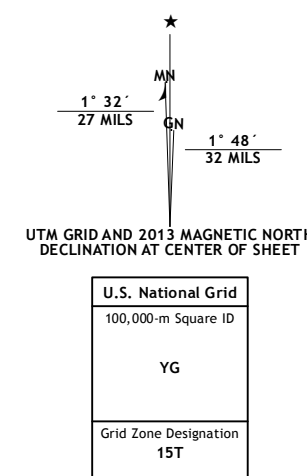 ★
MN
1° 32´
27 MILS
GN
1° 48´
32 MILS
UTM GRID AND 2013 MAGNETIC NORTH
DECLINATION AT CENTER OF SHEET
U.S. National Grid
100,000-m Square ID
YG
Grid Zone Designation
15T